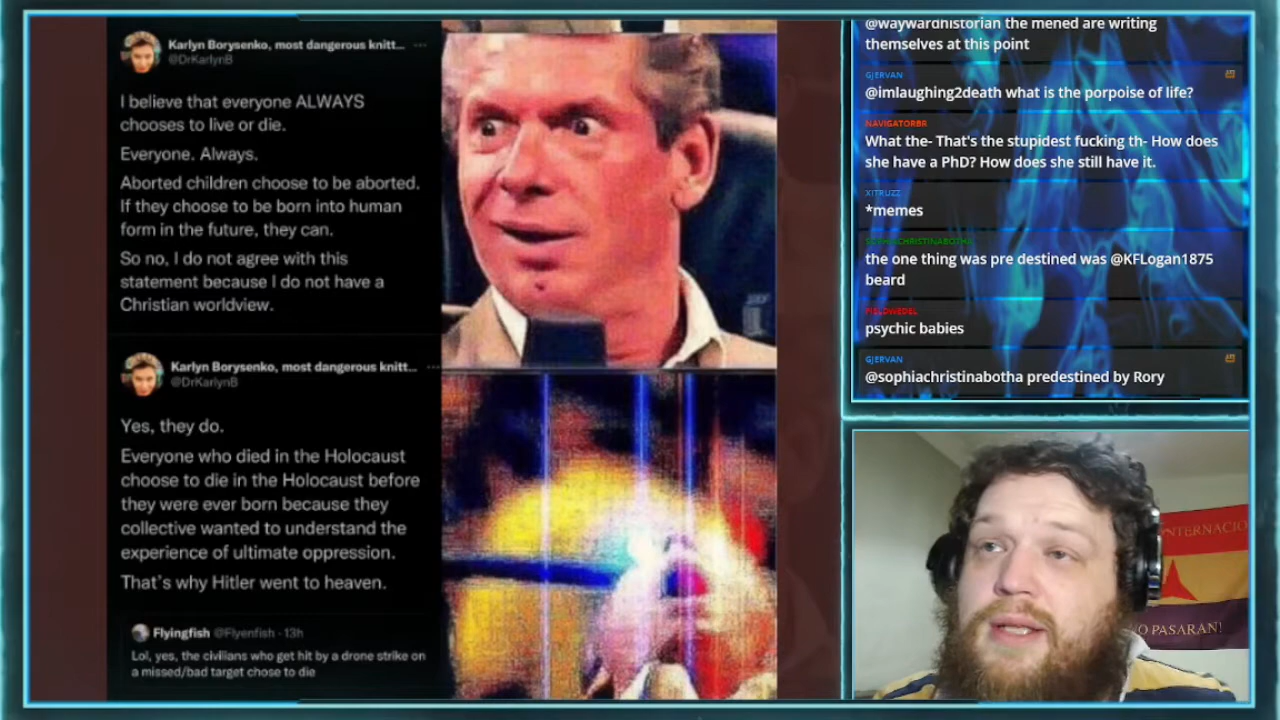 Karlyn Borysenko, most dangerous knitt...
@DrKarlynB
I believe that everyone ALWAYS
chooses to live or die.
Everyone. Always.
Aborted children choose to be aborted.
If they choose to be born into human
form in the future, they can.
So no, I do not agree with this
statement because I do not have a
Christian worldview.
Karlyn Borysenko, most dangerous knitt...
@DrKarlynB
Yes, they do.
Everyone who died in the Holocaust
choose to die in the Holocaust before
they were ever born because they
collective wanted to understand the
experience of ultimate oppression.
That's why Hitler went to heaven.
Flyingfish @Flyenfish · 13h
Lol, yes, the civilians who get hit by a drone strike on
a missed/bad target chose to die
@waywardhistorian the mened are writing
themselves at this point
GJERVAN
@imlaughing2death what is the porpoise of life?
NAVIGATORBR
What the- That's the stupidest fucking th- How does
she have a PhD? How does she still have it.
XITRUZZ
*memes
SOPHIACHRISTINABOTHA
the one thing was pre destined was @KFLogan1875
beard
FIELDWEDEL
psychic babies
GJERVAN
@sophiachristinabotha predestined by Rory
INTERNACIO
NO PASARAN!